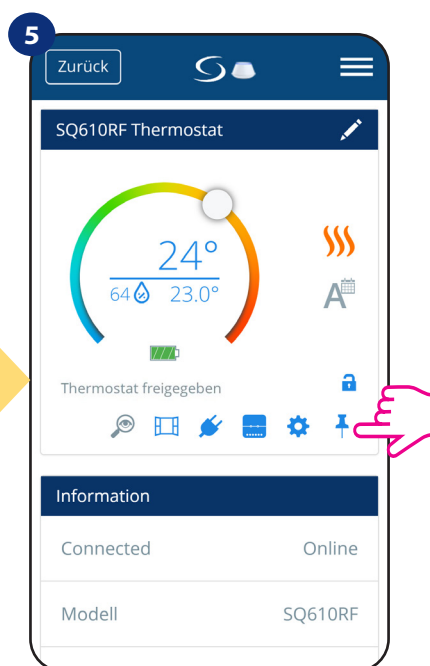 5
Zurück
SQ610RF Thermostat
24°
64 23.0°
A
Thermostat freigegeben
Information
Connected Online
Modell SQ610RF